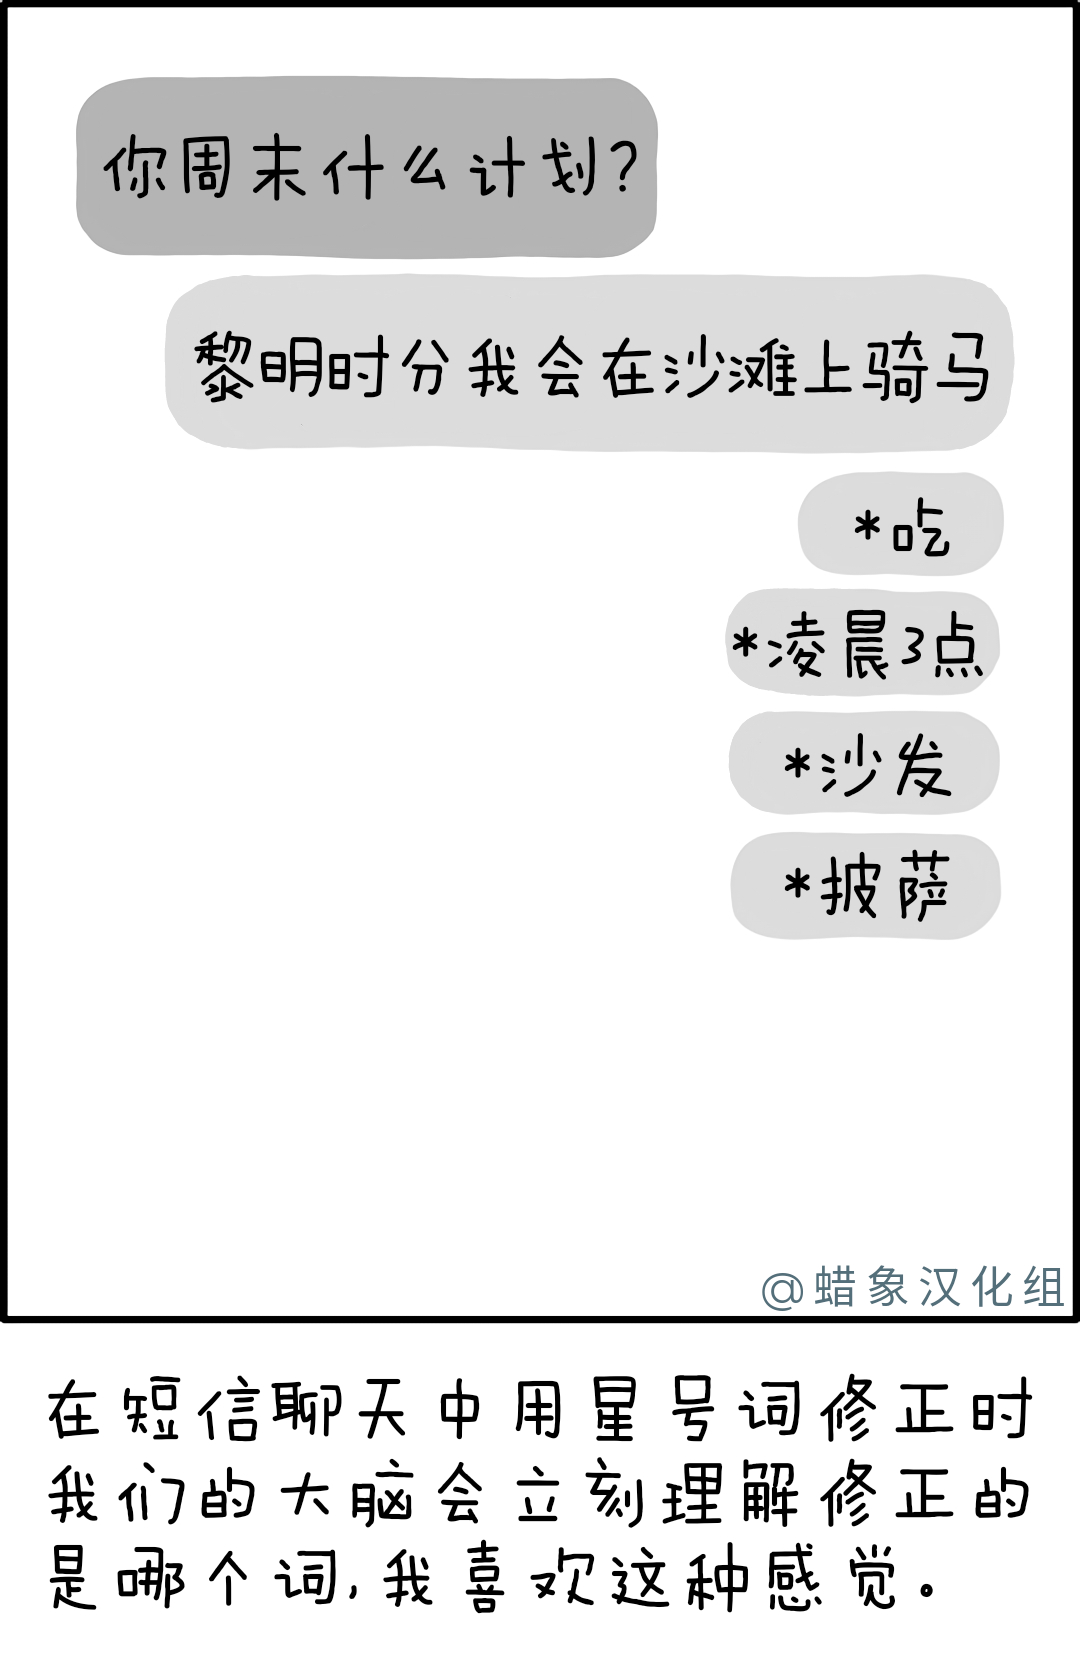 你周末什么计划?
黎明时分我会在沙滩上骑马
*吃
*凌晨3点
*沙发
*披萨
@蜡象汉化组
在短信聊天中用星号词修正时
我们的大脑会立刻理解修正的
是哪个词,我喜欢这种感觉。